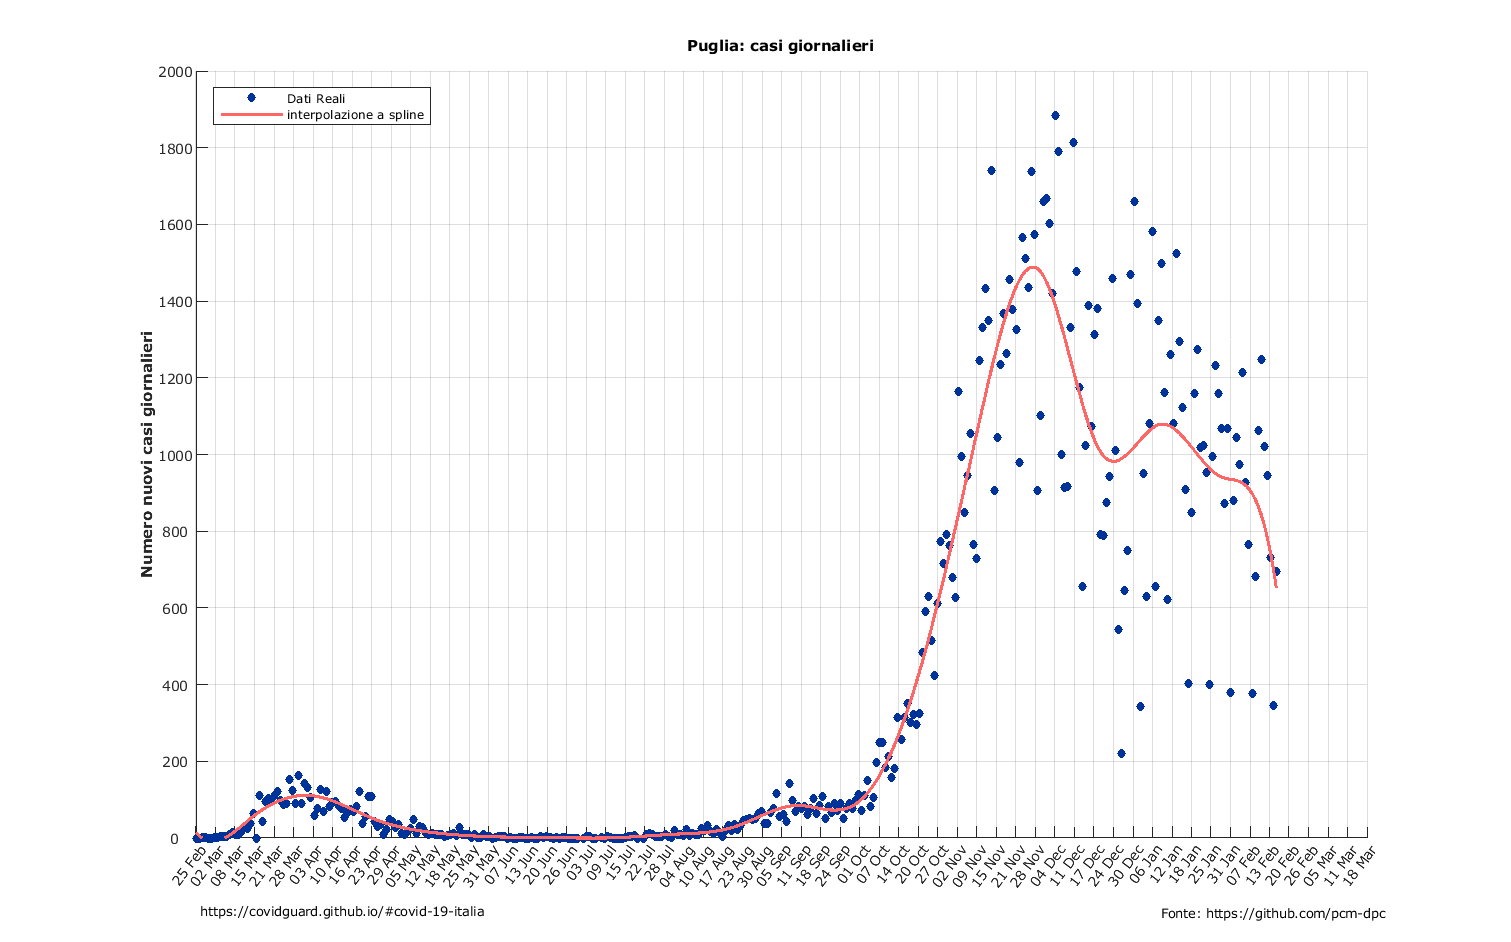 Puglia: casi giornalieri
Dati Reali
interpolazione a spline
Numero nuovi casi giornalieri
2000
1800
1600
1400
1200
1000
800
600
400
200
0
25 Feb
02 Mar
08 Mar
15 Mar
21 Mar
28 Mar
03 Apr
10 Apr
16 Apr
23 Apr
29 Apr
05 May
12 May
18 May
25 May
31 May
07 Jun
13 Jun
20 Jun
26 Jun
03 Jul
09 Jul
15 Jul
22 Jul
28 Jul
04 Aug
10 Aug
17 Aug
23 Aug
30 Aug
05 Sep
11 Sep
18 Sep
24 Sep
01 Oct
07 Oct
14 Oct
20 Oct
27 Oct
02 Nov
09 Nov
15 Nov
21 Nov
28 Nov
04 Dec
11 Dec
17 Dec
24 Dec
30 Dec
06 Jan
12 Jan
18 Jan
25 Jan
31 Jan
07 Feb
13 Feb
20 Feb
26 Feb
05 Mar
11 Mar
18 Mar
https://covidguard.github.io/#covid-19-italia
Fonte: https://github.com/pcm-dpc